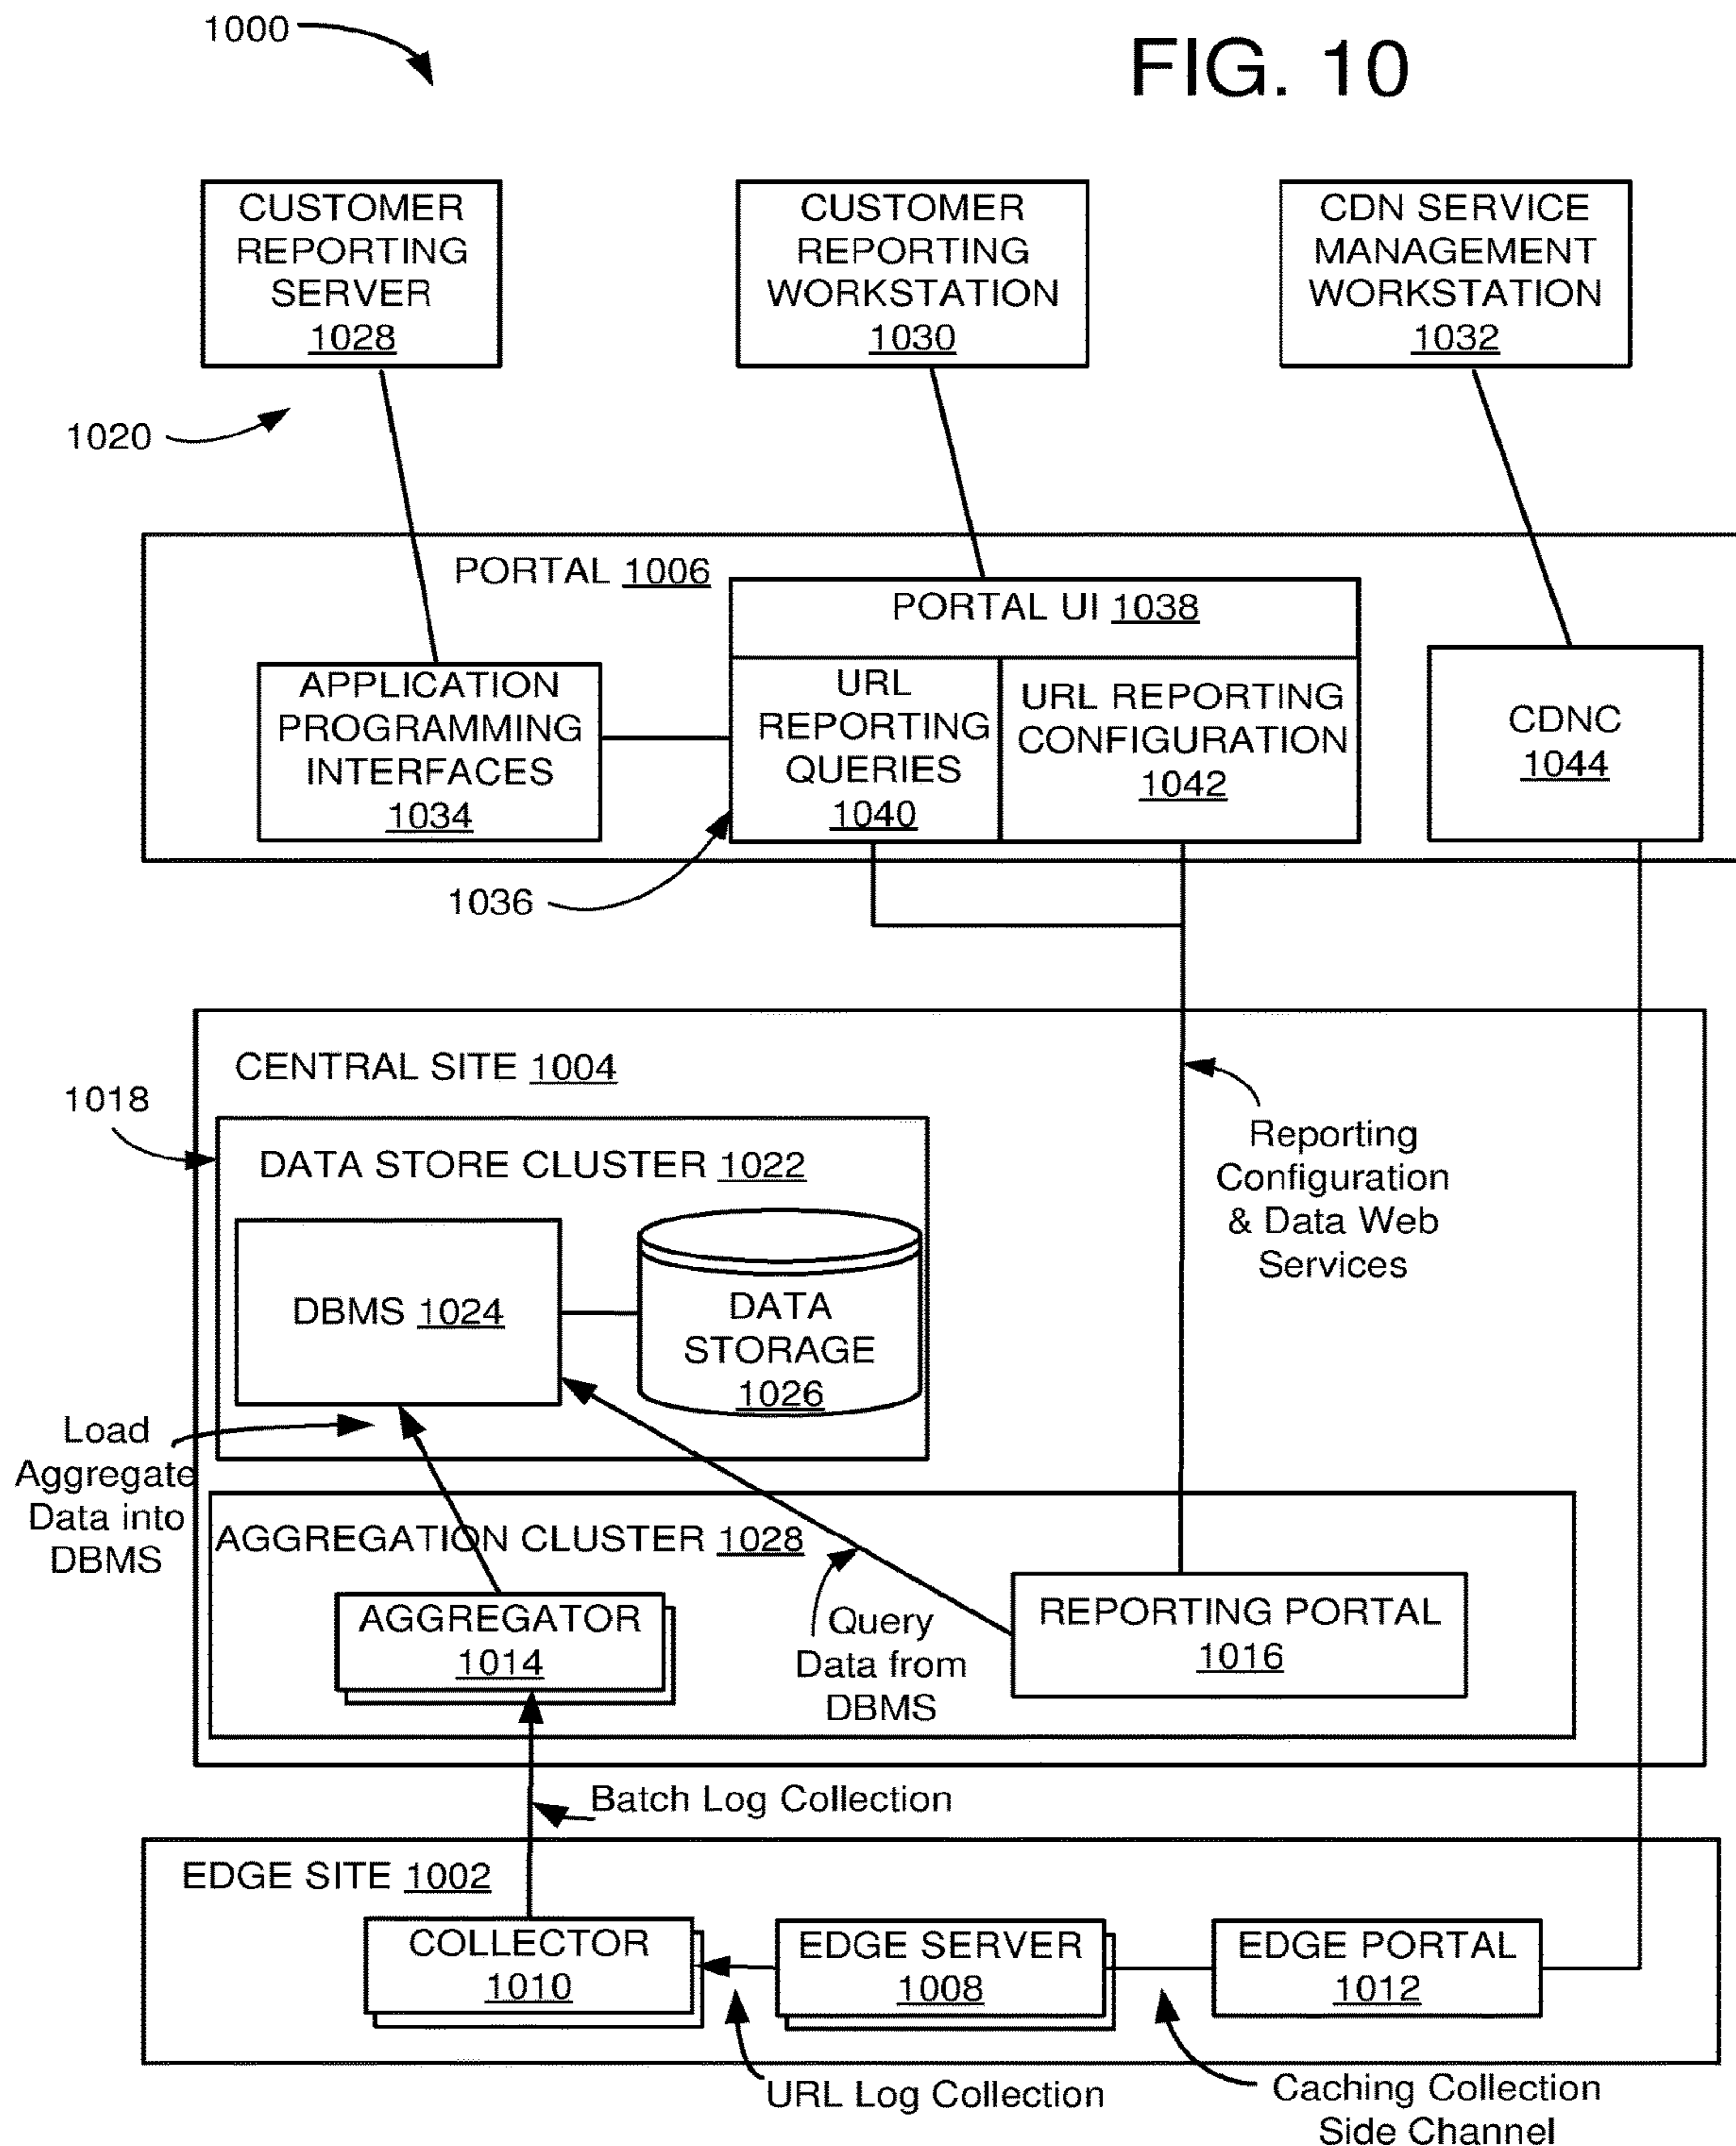 1000
FIG. 10
CUSTOMER
REPORTING
SERVER
1028
CUSTOMER
REPORTING
WORKSTATION
1030
CDN SERVICE
MANAGEMENT
WORKSTATION
1032
1020
PORTAL 1006
PORTAL UI 1038
APPLICATION
PROGRAMMING
INTERFACES
1034
URL
REPORTING
QUERIES
1040
URL REPORTING
CONFIGURATION
1042
CDNC
1044
1036
CENTRAL SITE 1004
1018
DATA STORE CLUSTER 1022
DBMS 1024
DATA
STORAGE
1026
Reporting
Configuration
& Data Web
Services
Load
Aggregate
Data into
DBMS
AGGREGATION CLUSTER 1028
AGGREGATOR
1014
Query
Data from
DBMS
REPORTING PORTAL
1016
Batch Log Collection
EDGE SITE 1002
COLLECTOR
1010
EDGE SERVER
1008
EDGE PORTAL
1012
URL Log Collection
Caching Collection
Side Channel